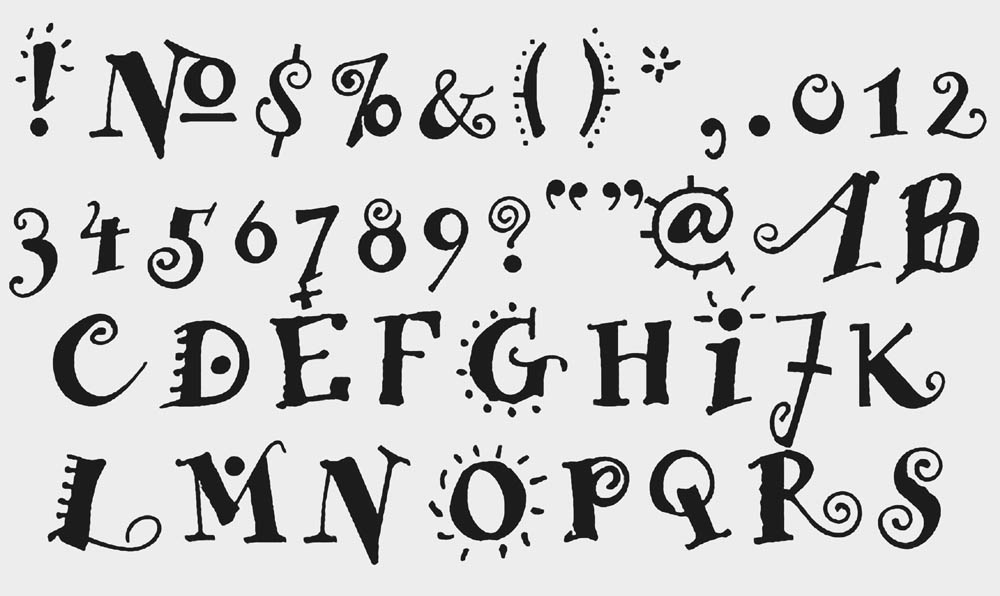 ! № $ % & ( ) * , . 0 1 2
3 4 5 6 7 8 9 ? “ ” @ A B
C D E F G H i J K
L M N O P Q R S